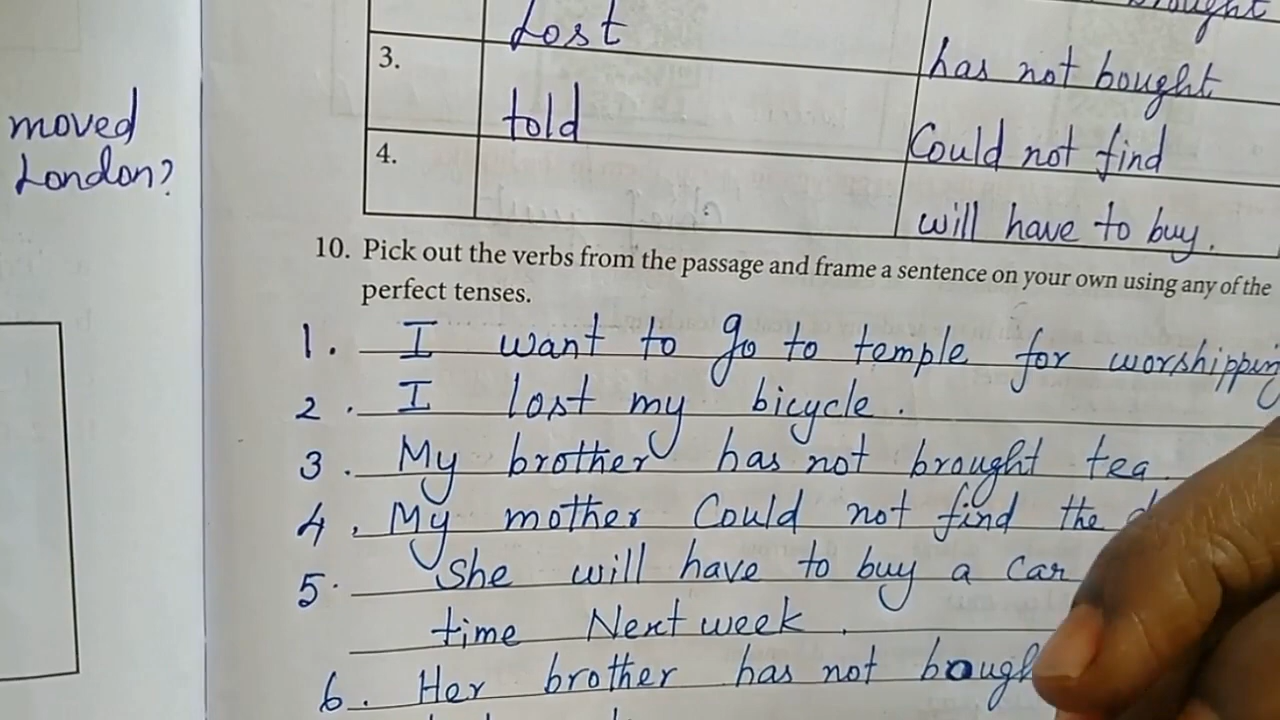 Lost
has not bought
3.
told
Could not find
4.
will have to buy.
moved
London?
10. Pick out the verbs from the passage and frame a sentence on your own using any of the
perfect tenses.
1. I want to go to temple for worshipping
2. I lost my bicycle.
3. My brother has not brought tea
4. My mother Could not find the
5. She will have to buy a car
time Next week.
6. Her brother has not